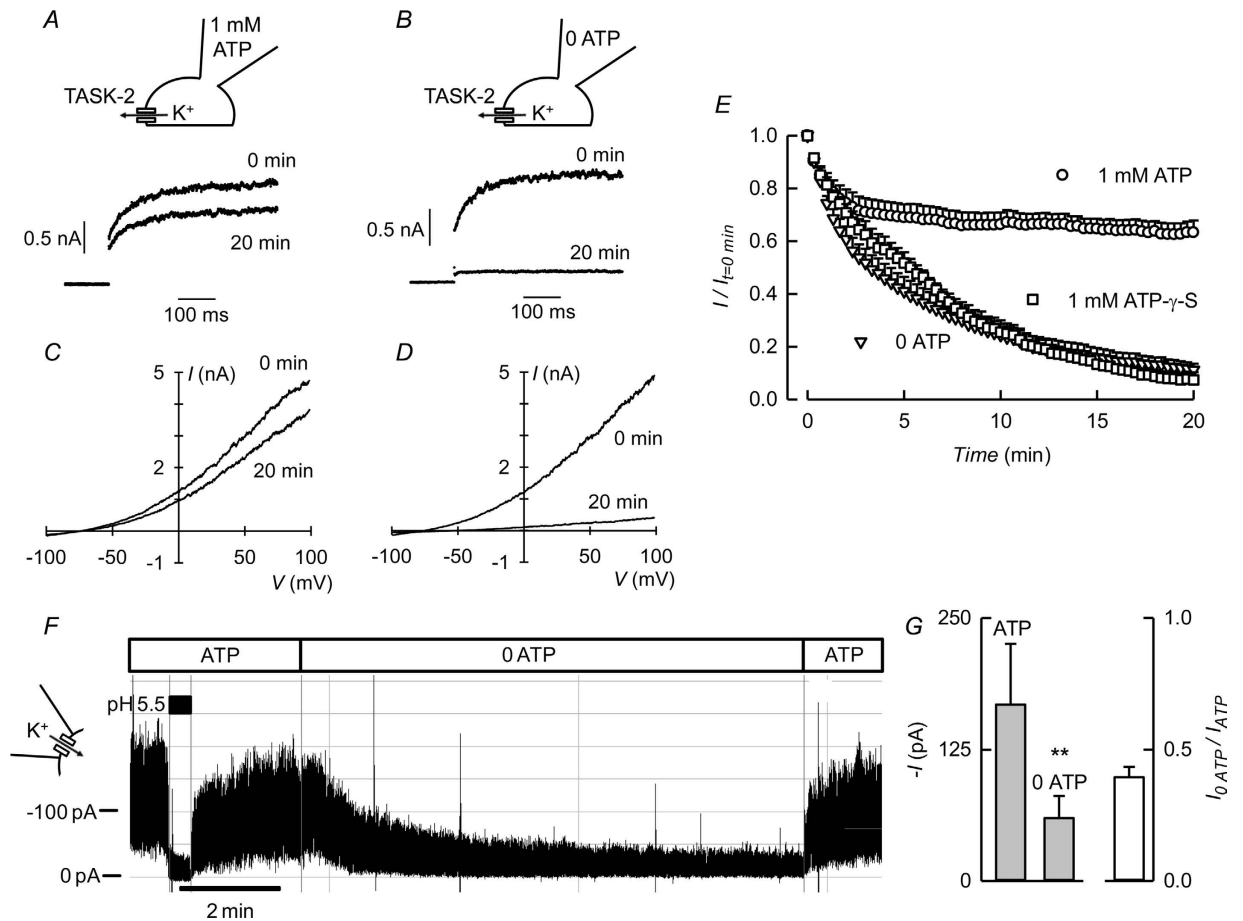 A
1 mM
ATP
TASK-2
K⁺
0 min
0.5 nA
20 min
100 ms
B
0 ATP
TASK-2
K⁺
0 min
0.5 nA
20 min
100 ms
C
5
I (nA)
0 min
2
20 min
-100
-50
50
100
-1
V (mV)
D
5
I (nA)
0 min
2
20 min
-100
-50
50
100
-1
V (mV)
E
1.0
0.8
0.6
0.4
0.2
0.0
I / I t=0 min
1 mM ATP
1 mM ATP-γ-S
0 ATP
0
5
10
15
20
Time (min)
F
ATP
0 ATP
ATP
pH 5.5
K⁺
-100 pA
0 pA
2 min
G
250
125
0
-I (pA)
ATP
**
0 ATP
1.0
0.5
0.0
I 0 ATP / I ATP